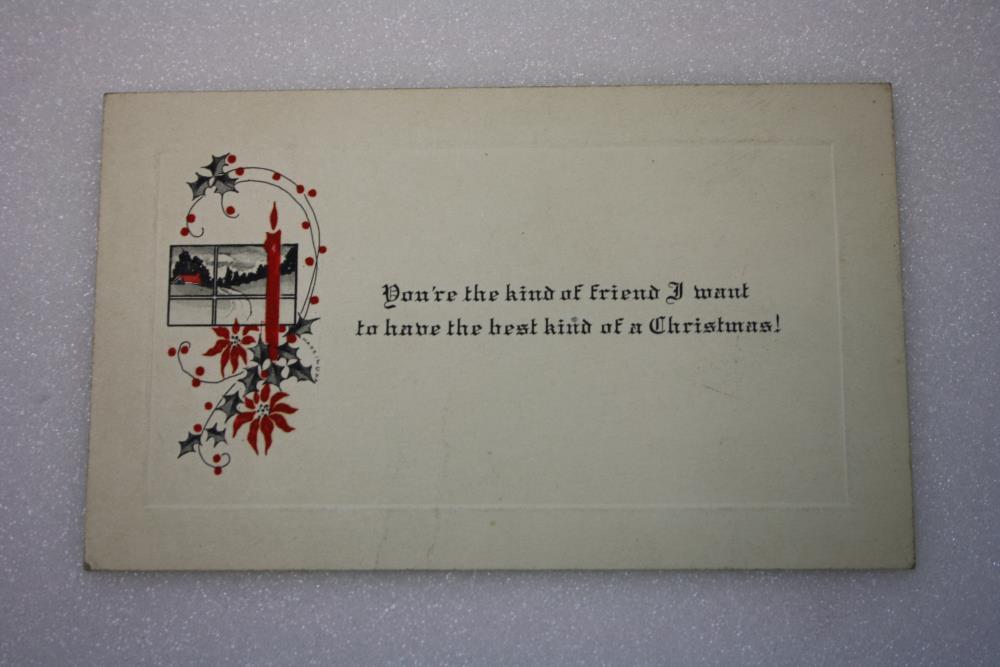 You're the kind of friend I want
to have the best kind of a Christmas!